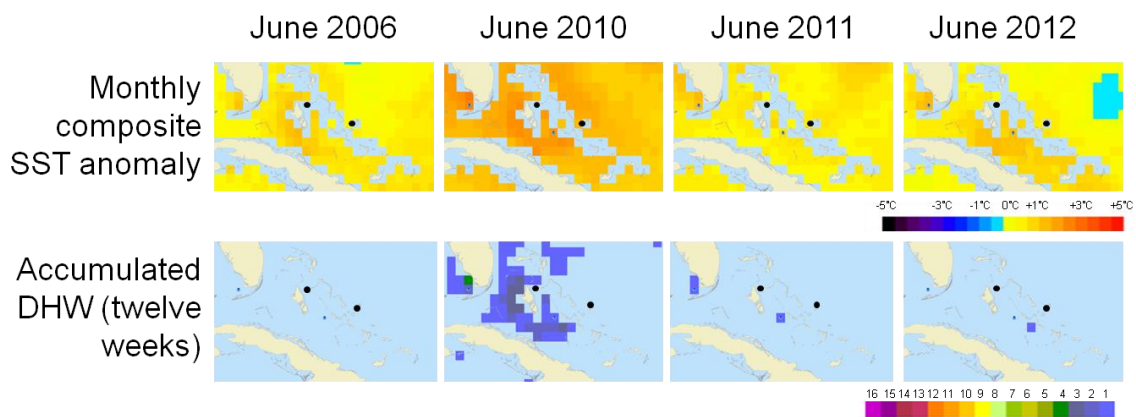 June 2006 June 2010 June 2011 June 2012
Monthly
composite
SST anomaly
-5°C -3°C -1°C 0°C +1°C +3°C +5°C
Accumulated
DHW (twelve
weeks)
16 15 14 13 12 11 10 9 8 7 6 5 4 3 2 1